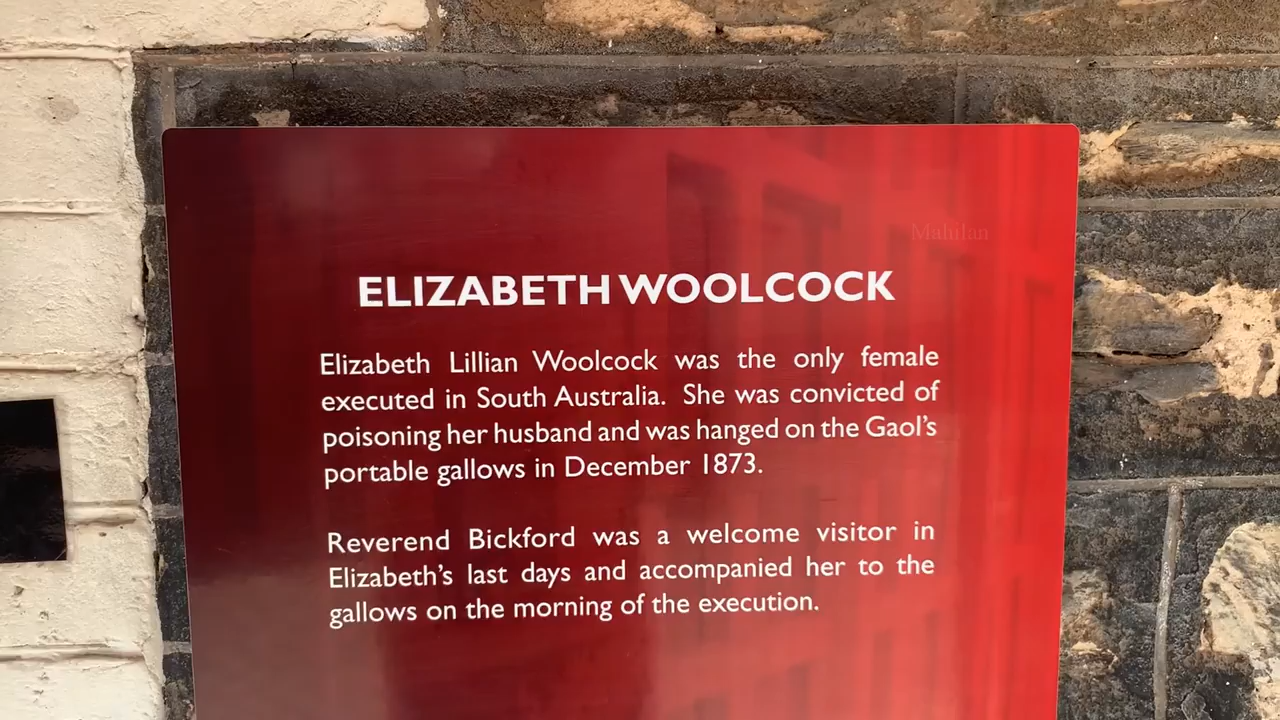 Mahilan
ELIZABETH WOOLCOCK
Elizabeth Lillian Woolcock was the only female
executed in South Australia. She was convicted of
poisoning her husband and was hanged on the Gaol's
portable gallows in December 1873.
Reverend Bickford was a welcome visitor in
Elizabeth's last days and accompanied her to the
gallows on the morning of the execution.